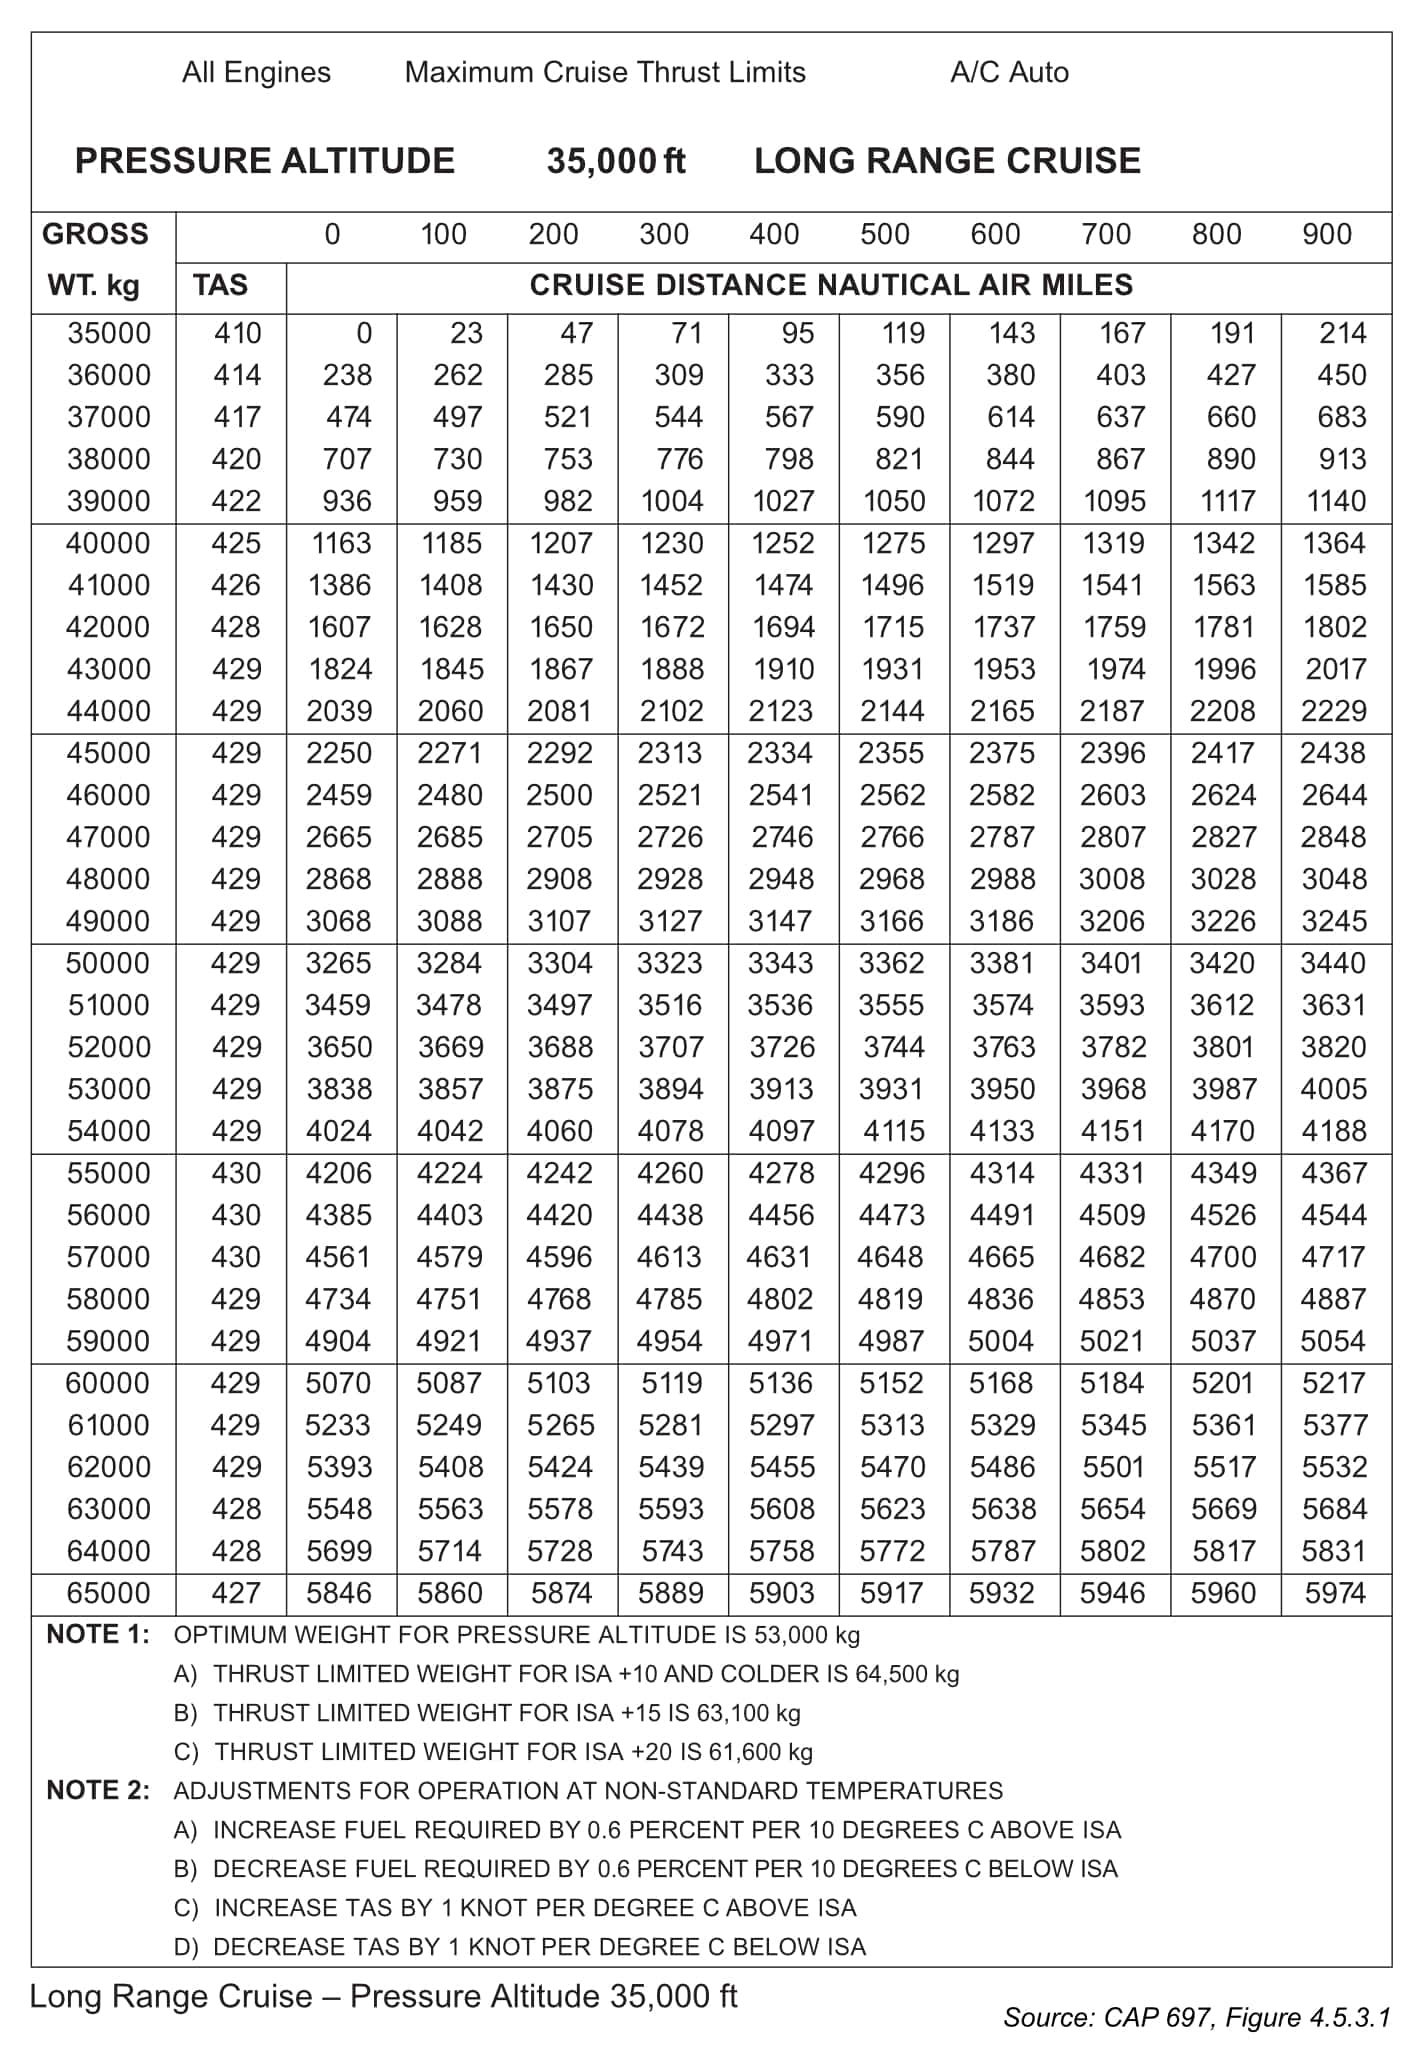 All Engines Maximum Cruise Thrust Limits A/C Auto
PRESSURE ALTITUDE 35,000 ft LONG RANGE CRUISE
GROSS 0 100 200 300 400 500 600 700 800 900
WT. kg TAS CRUISE DISTANCE NAUTICAL AIR MILES
35000 410 0 23 47 71 95 119 143 167 191 214
36000 414 238 262 285 309 333 356 380 403 427 450
37000 417 474 497 521 544 567 590 614 637 660 683
38000 420 707 730 753 776 798 821 844 867 890 913
39000 422 936 959 982 1004 1027 1050 1072 1095 1117 1140
40000 425 1163 1185 1207 1230 1252 1275 1297 1319 1342 1364
41000 426 1386 1408 1430 1452 1474 1496 1519 1541 1563 1585
42000 428 1607 1628 1650 1672 1694 1715 1737 1759 1781 1802
43000 429 1824 1845 1867 1888 1910 1931 1953 1974 1996 2017
44000 429 2039 2060 2081 2102 2123 2144 2165 2187 2208 2229
45000 429 2250 2271 2292 2313 2334 2355 2375 2396 2417 2438
46000 429 2459 2480 2500 2521 2541 2562 2582 2603 2624 2644
47000 429 2665 2685 2705 2726 2746 2766 2787 2807 2827 2848
48000 429 2868 2888 2908 2928 2948 2968 2988 3008 3028 3048
49000 429 3068 3088 3107 3127 3147 3166 3186 3206 3226 3245
50000 429 3265 3284 3304 3323 3343 3362 3381 3401 3420 3440
51000 429 3459 3478 3497 3516 3536 3555 3574 3593 3612 3631
52000 429 3650 3669 3688 3707 3726 3744 3763 3782 3801 3820
53000 429 3838 3857 3875 3894 3913 3931 3950 3968 3987 4005
54000 429 4024 4042 4060 4078 4097 4115 4133 4151 4170 4188
55000 430 4206 4224 4242 4260 4278 4296 4314 4331 4349 4367
56000 430 4385 4403 4420 4438 4456 4473 4491 4509 4526 4544
57000 430 4561 4579 4596 4613 4631 4648 4665 4682 4700 4717
58000 429 4734 4751 4768 4785 4802 4819 4836 4853 4870 4887
59000 429 4904 4921 4937 4954 4971 4987 5004 5021 5037 5054
60000 429 5070 5087 5103 5119 5136 5152 5168 5184 5201 5217
61000 429 5233 5249 5265 5281 5297 5313 5329 5345 5361 5377
62000 429 5393 5408 5424 5439 5455 5470 5486 5501 5517 5532
63000 428 5548 5563 5578 5593 5608 5623 5638 5654 5669 5684
64000 428 5699 5714 5728 5743 5758 5772 5787 5802 5817 5831
65000 427 5846 5860 5874 5889 5903 5917 5932 5946 5960 5974
NOTE 1: OPTIMUM WEIGHT FOR PRESSURE ALTITUDE IS 53,000 kg
A) THRUST LIMITED WEIGHT FOR ISA +10 AND COLDER IS 64,500 kg
B) THRUST LIMITED WEIGHT FOR ISA +15 IS 63,100 kg
C) THRUST LIMITED WEIGHT FOR ISA +20 IS 61,600 kg
NOTE 2: ADJUSTMENTS FOR OPERATION AT NON-STANDARD TEMPERATURES
A) INCREASE FUEL REQUIRED BY 0.6 PERCENT PER 10 DEGREES C ABOVE ISA
B) DECREASE FUEL REQUIRED BY 0.6 PERCENT PER 10 DEGREES C BELOW ISA
C) INCREASE TAS BY 1 KNOT PER DEGREE C ABOVE ISA
D) DECREASE TAS BY 1 KNOT PER DEGREE C BELOW ISA
Long Range Cruise – Pressure Altitude 35,000 ft
Source: CAP 697, Figure 4.5.3.1